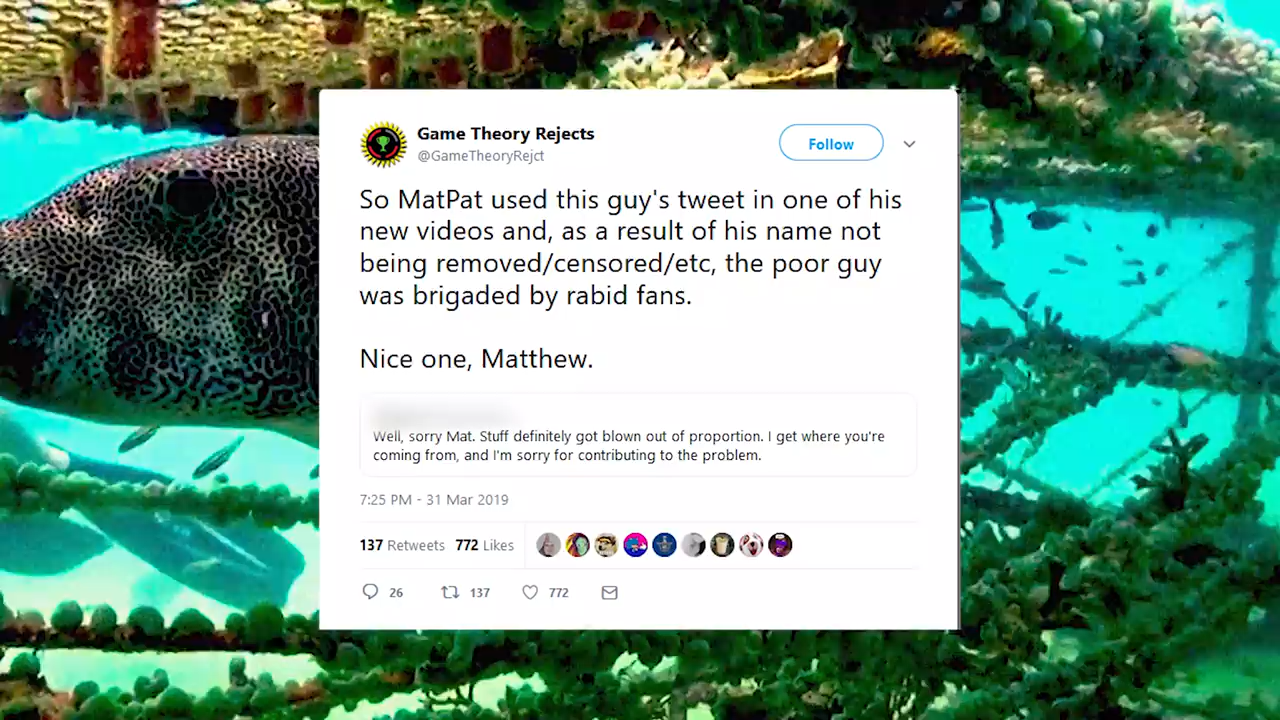 Game Theory Rejects
@GameTheoryRejct
Follow
So MatPat used this guy's tweet in one of his
new videos and, as a result of his name not
being removed/censored/etc, the poor guy
was brigaded by rabid fans.
Nice one, Matthew.
Well, sorry Mat. Stuff definitely got blown out of proportion. I get where you're
coming from, and I'm sorry for contributing to the problem.
7:25 PM - 31 Mar 2019
137 Retweets 772 Likes
26 137 772